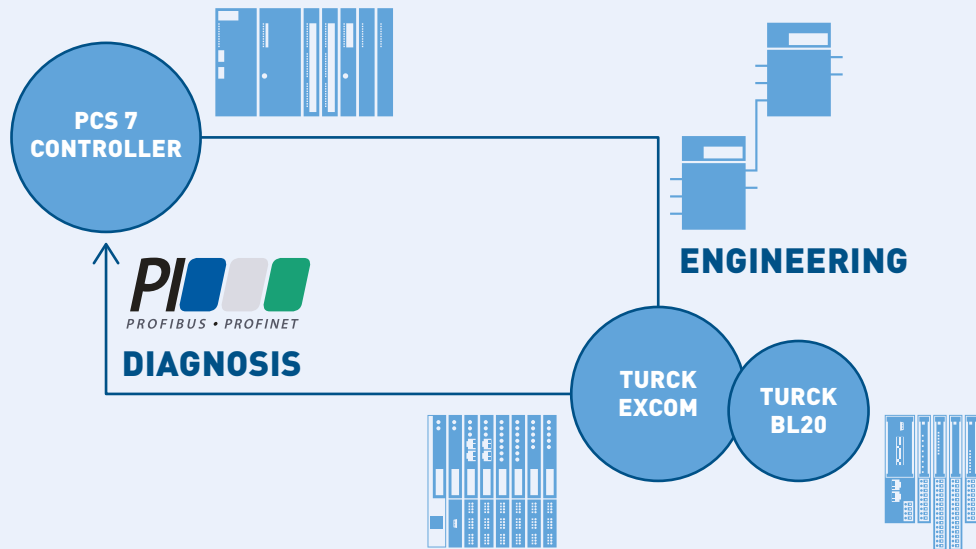 PCS 7
CONTROLLER
ENGINEERING
PI
PROFIBUS • PROFINET
DIAGNOSIS
TURCK
EXCOM
TURCK
BL20